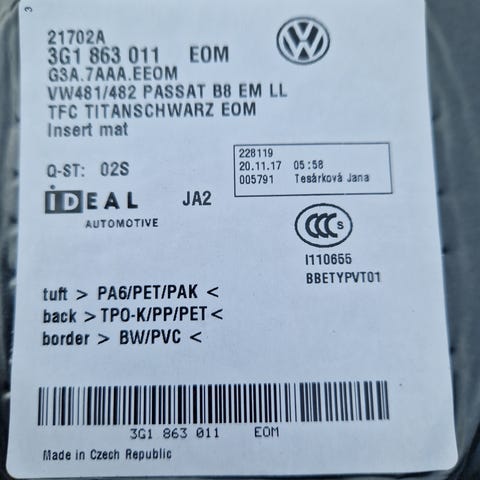 21702A
3G1 863 011 EOM
G3A.7AAA.EEOM
VW481/482 PASSAT B8 EM LL
TFC TITANSCHWARZ EOM
Insert mat
Q-ST: 02S
228119
20.11.17 05:58
005791 Tesárková Jana
IDEAL JA2
AUTOMOTIVE
CCC S
I110655
BBETYPVT01
tuft > PA6/PET/PAK <
back > TPO-K/PP/PET <
border > BW/PVC <
3G1 863 011 EOM
Made in Czech Republic